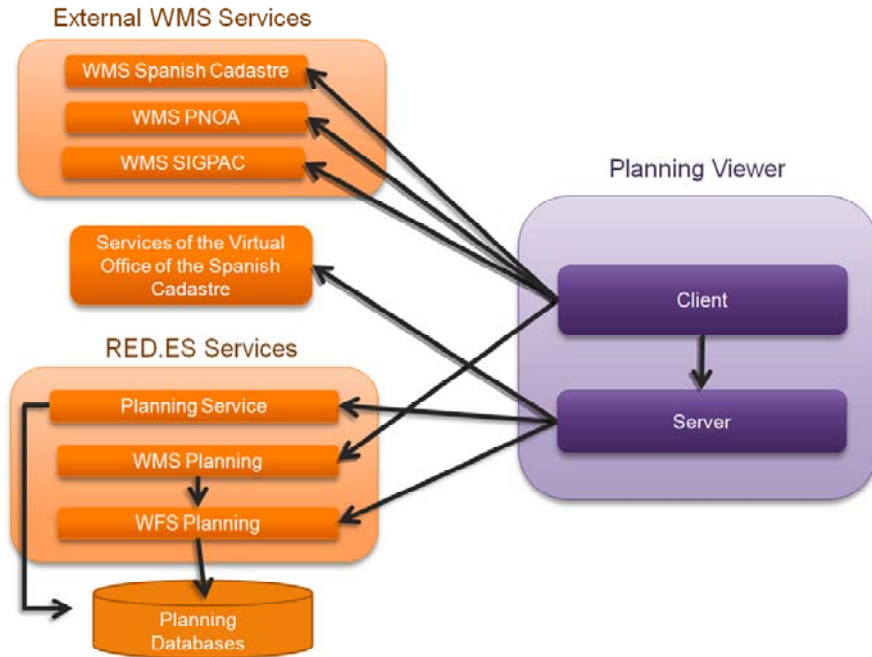 External WMS Services
WMS Spanish Cadastre
WMS PNOA
WMS SIGPAC
Services of the Virtual
Office of the Spanish
Cadastre
RED.ES Services
Planning Service
WMS Planning
WFS Planning
Planning
Databases
Planning Viewer
Client
Server